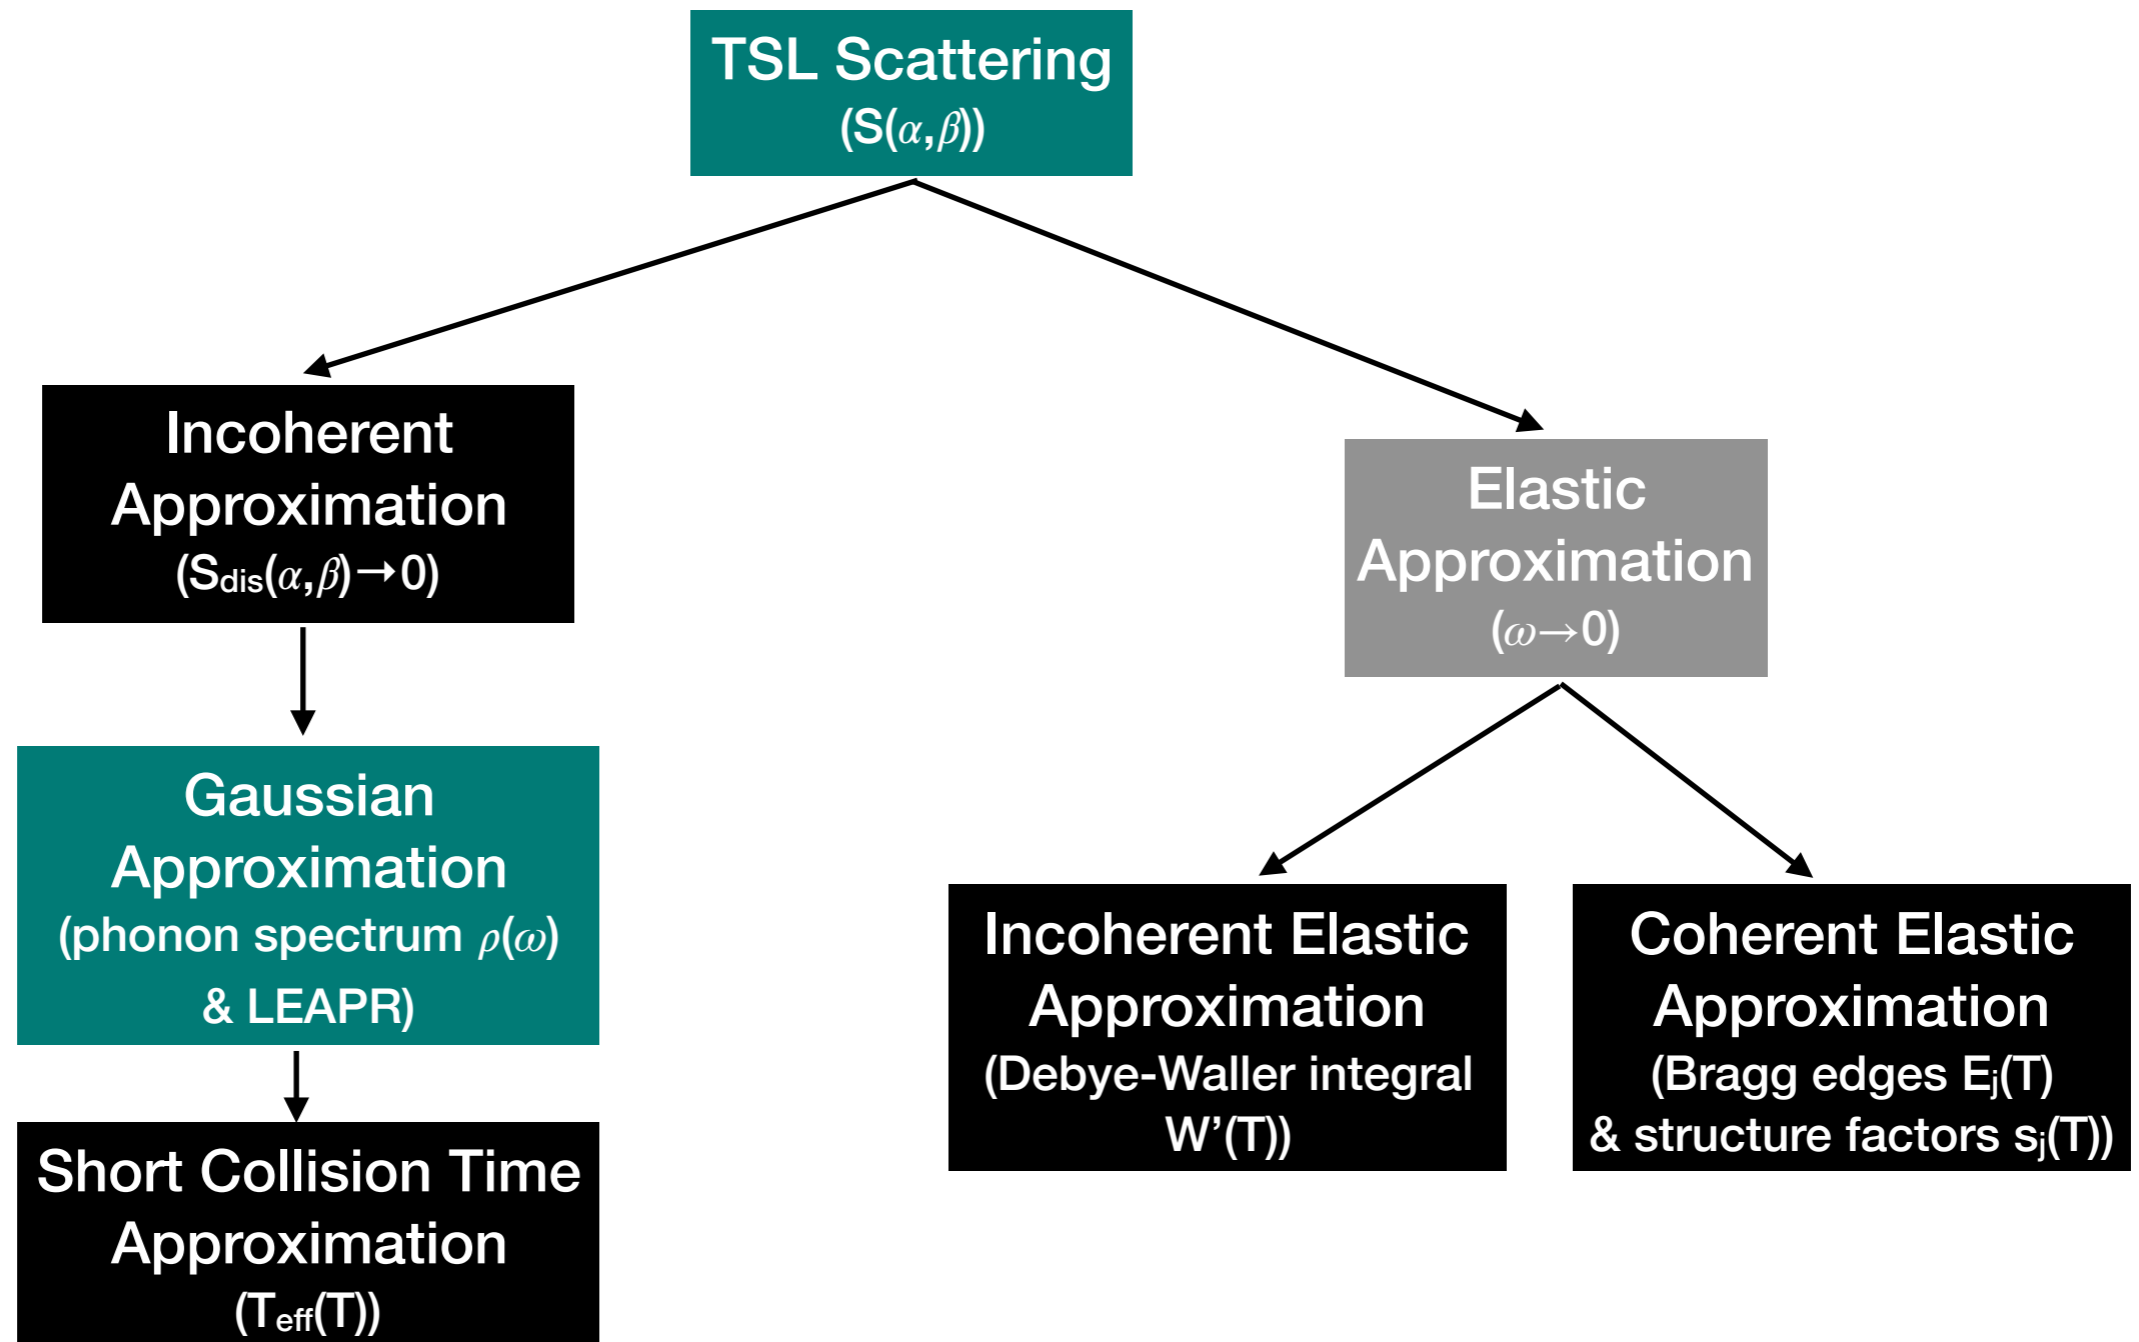 TSL Scattering
(S(α,β))
Incoherent
Approximation
(Sdis(α,β)→0)
Elastic
Approximation
(ω→0)
Gaussian
Approximation
(phonon spectrum ρ(ω)
& LEAPR)
Incoherent Elastic
Approximation
(Debye-Waller integral
W’(T))
Coherent Elastic
Approximation
(Bragg edges Ej(T)
& structure factors sj(T))
Short Collision Time
Approximation
(Teff(T))